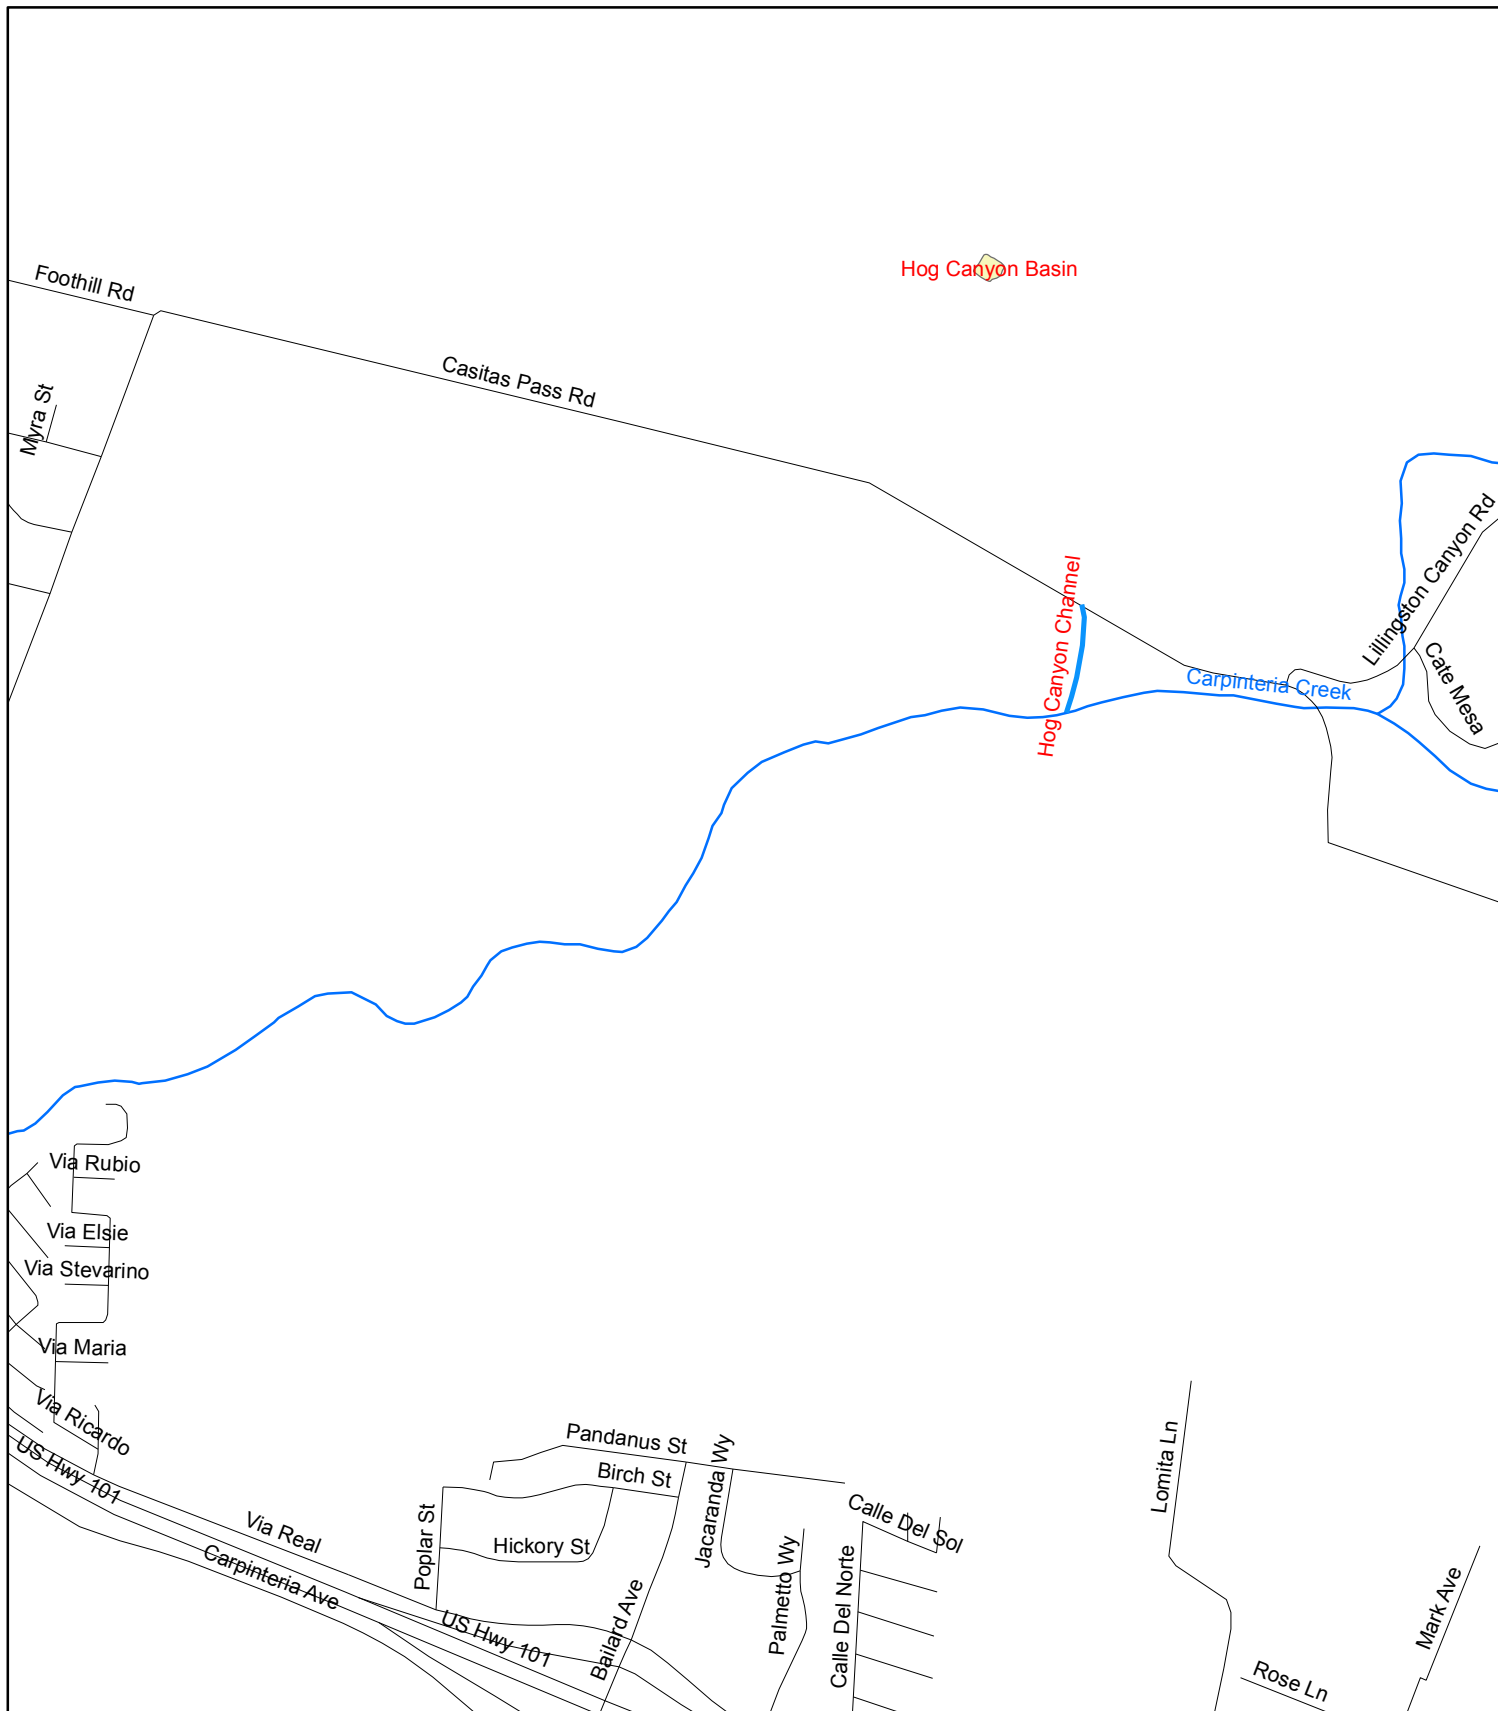 Hog Canyon Basin
Foothill Rd
Casitas Pass Rd
Myra St
Lillingston Canyon Rd
Hog Canyon Channel
Cate Mesa
Carpinteria Creek
Via Rubio
Via Elsie
Via Stevarino
Via Maria
Via Ricardo
US Hwy 101
Pandanus St
Birch St
Jacaranda Wy
Lomita Ln
Calle Del Sol
Via Real
Poplar St
Hickory St
Carpinteria Ave
Palmetto Wy
Calle Del Norte
US Hwy 101
Bailard Ave
Mark Ave
Rose Ln